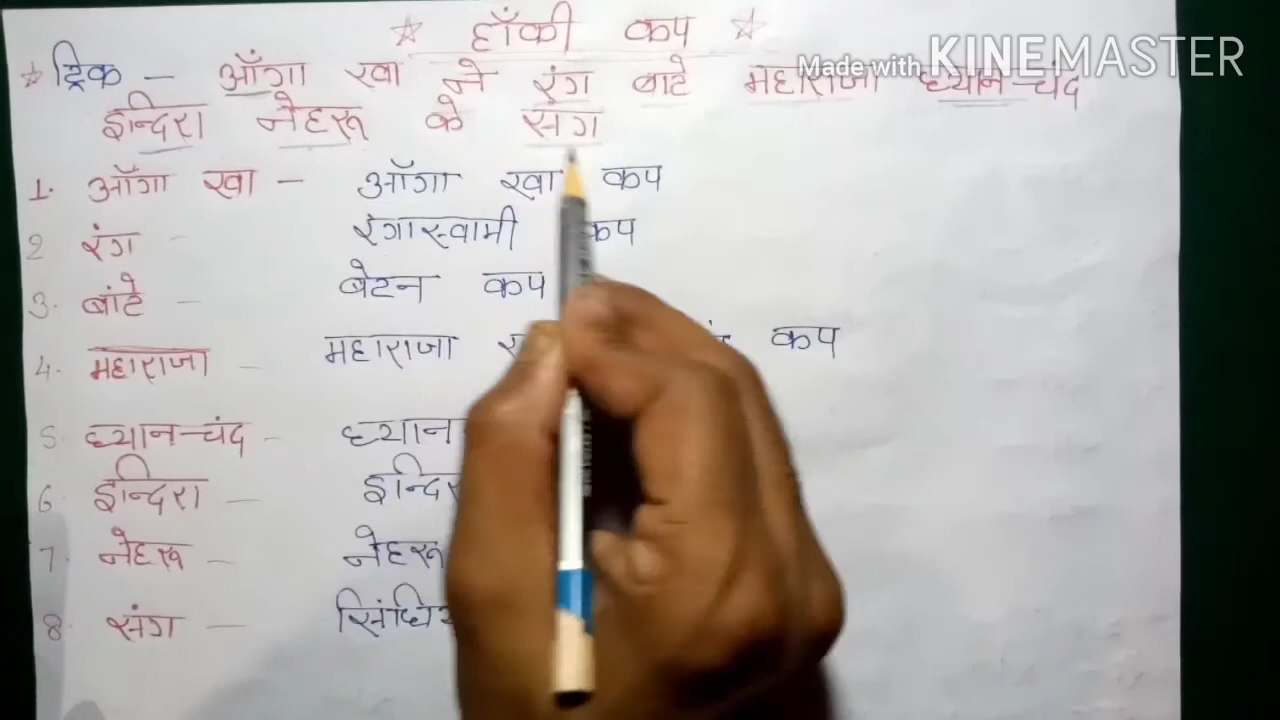 ☆ हॉकी कप ☆
Made with KINEMASTER
☆ ट्रिक - ऑगा खा ने रंग बाटे महाराजा ध्यान-चंद
इन्दिरा नेहरू के संग
1. ऑगा खा - ऑगा खा कप
2 रंग - रंगास्वामी कप
3. बांटे - बेटन कप
4. महाराजा - महाराजा कप
5. ध्यान-चंद - ध्यान
6. इन्दिरा -
7. नेहरू - नेहरू
8. संग -